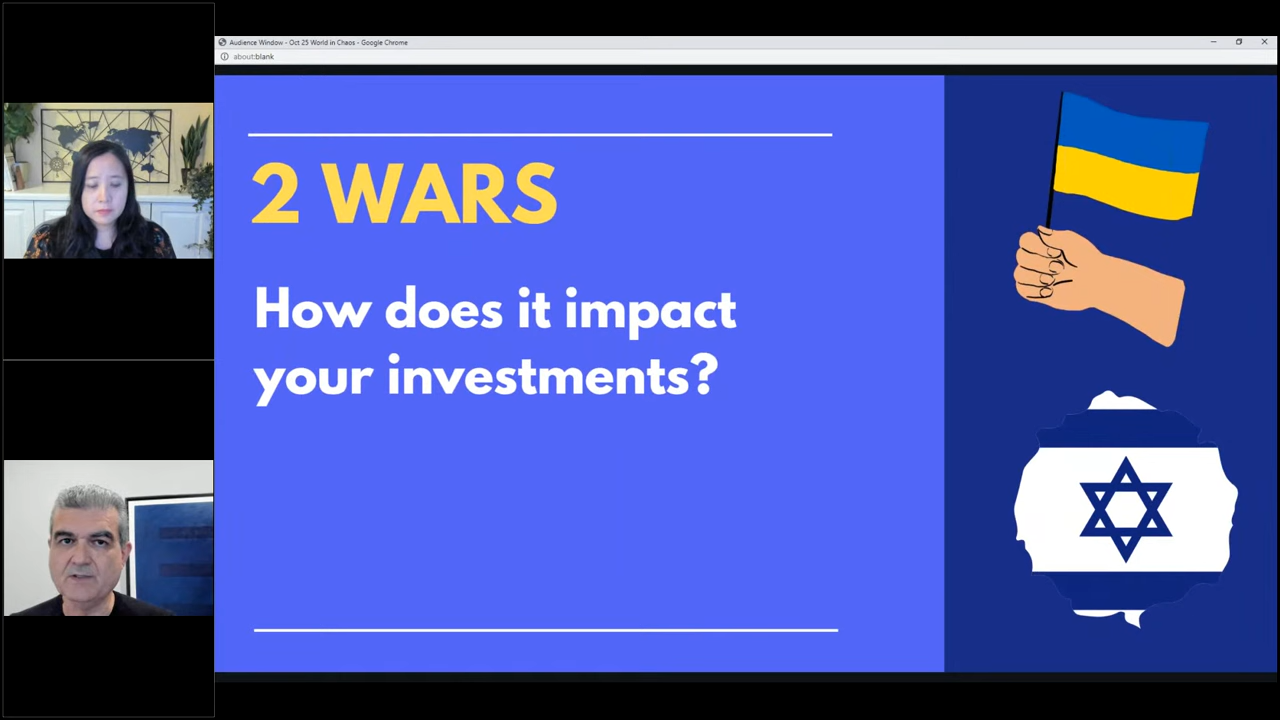 Audience Window - Oct 25 World in Chaos - Google Chrome
about:blank
2 WARS
How does it impact
your investments?